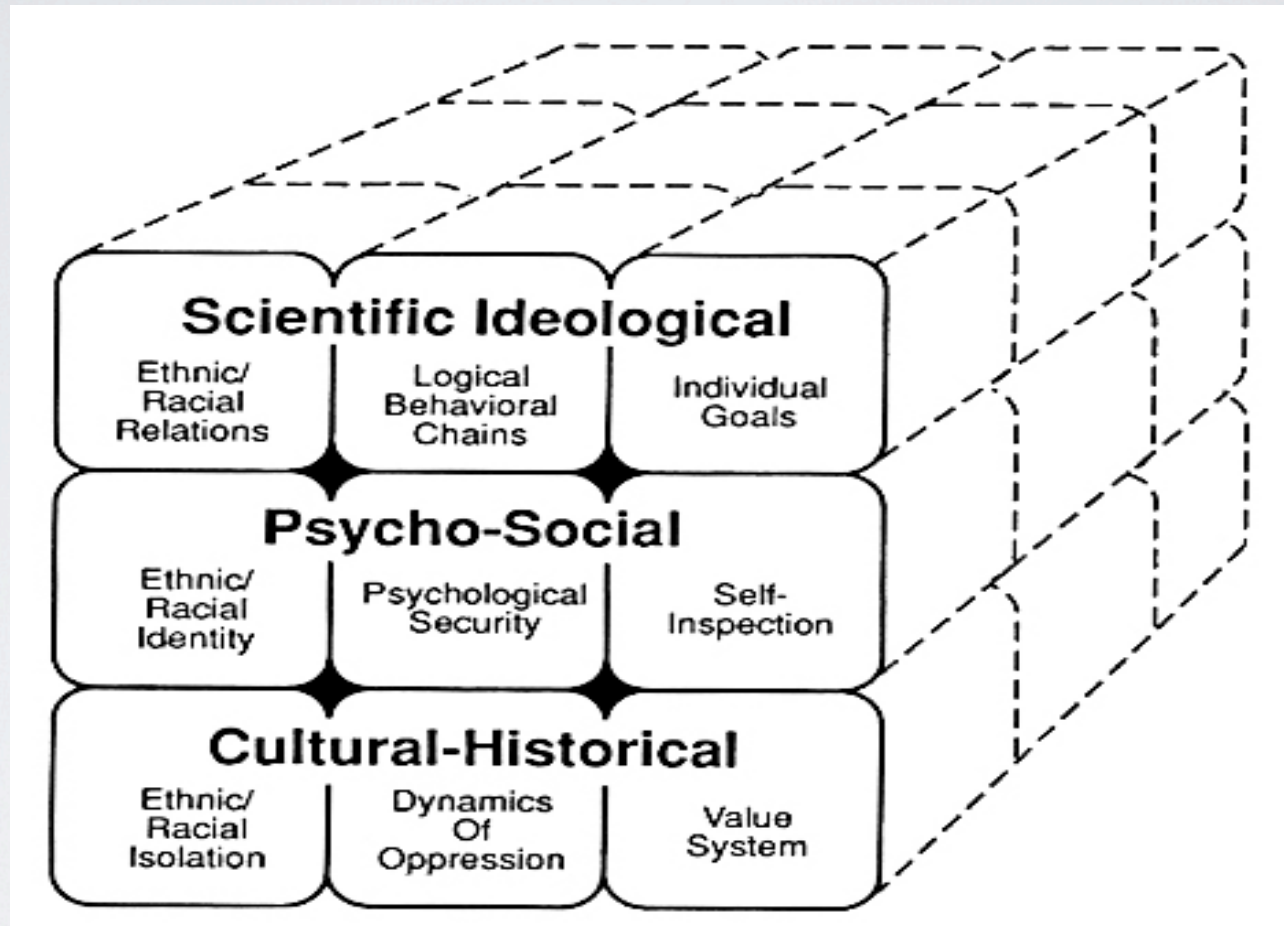 Scientific Ideological
Ethnic/
Racial
Relations
Logical
Behavioral
Chains
Individual
Goals
Psycho-Social
Ethnic/
Racial
Identity
Psychological
Security
Self-
Inspection
Cultural-Historical
Ethnic/
Racial
Isolation
Dynamics
Of
Oppression
Value
System